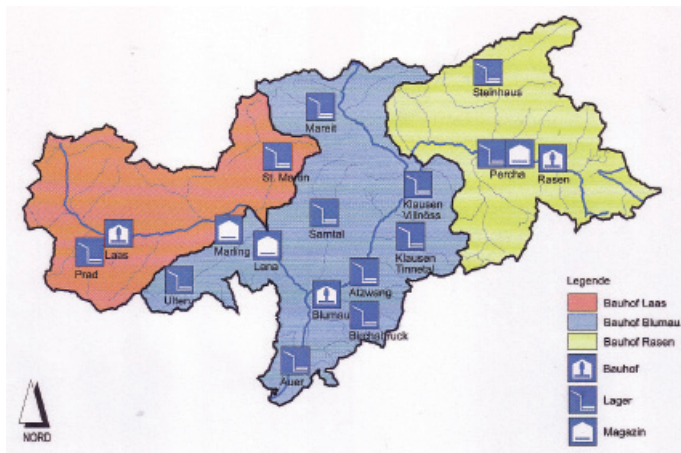 Steinhaus
Mareit
St. Martin
Percha
Rasen
Klausen
Villnöss
Sarntal
Klausen
Tinnetal
Marling
Lana
Laas
Prad
Ulten
Atzwang
Blumau
Birchabruck
Auer
NORD
Legende
Bauhof Laas
Bauhof Blumau
Bauhof Rasen
Bauhof
Lager
Magazin